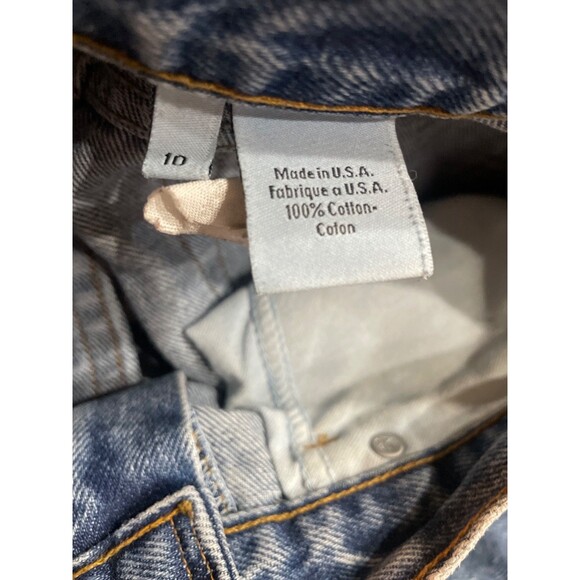 10
Made in U.S.A.
Fabrique a U.S.A.
100% Cotton-
Coton